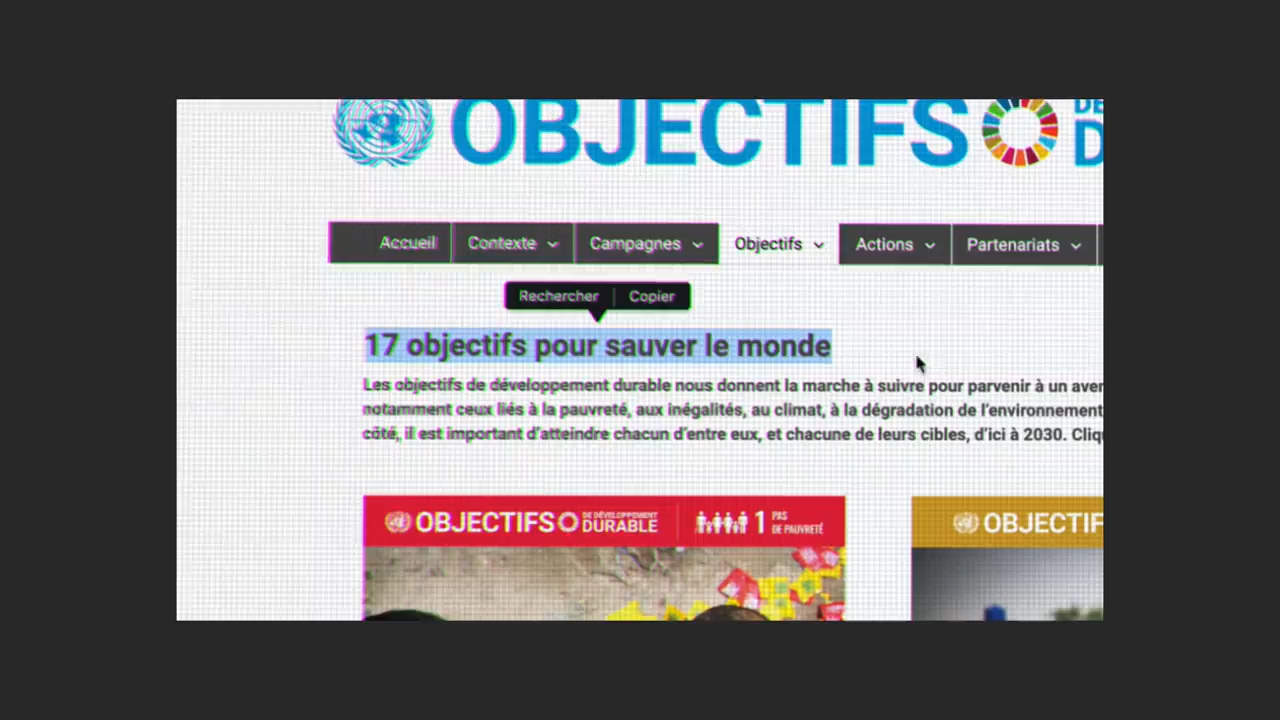 OBJECTIFS
Accueil Contexte Campagnes Objectifs Actions Partenariats
Rechercher Copier
17 objectifs pour sauver le monde
Les objectifs de développement durable nous donnent la marche à suivre pour parvenir à un
notamment ceux liés à la pauvreté, aux inégalités, au climat, à la dégradation de l'environnement
côté, il est important d'atteindre chacun d'entre eux, et chacune de leurs cibles, d'ici à 2030.
OBJECTIFS DE DÉVELOPPEMENT DURABLE 1 PAS DE PAUVRETÉ